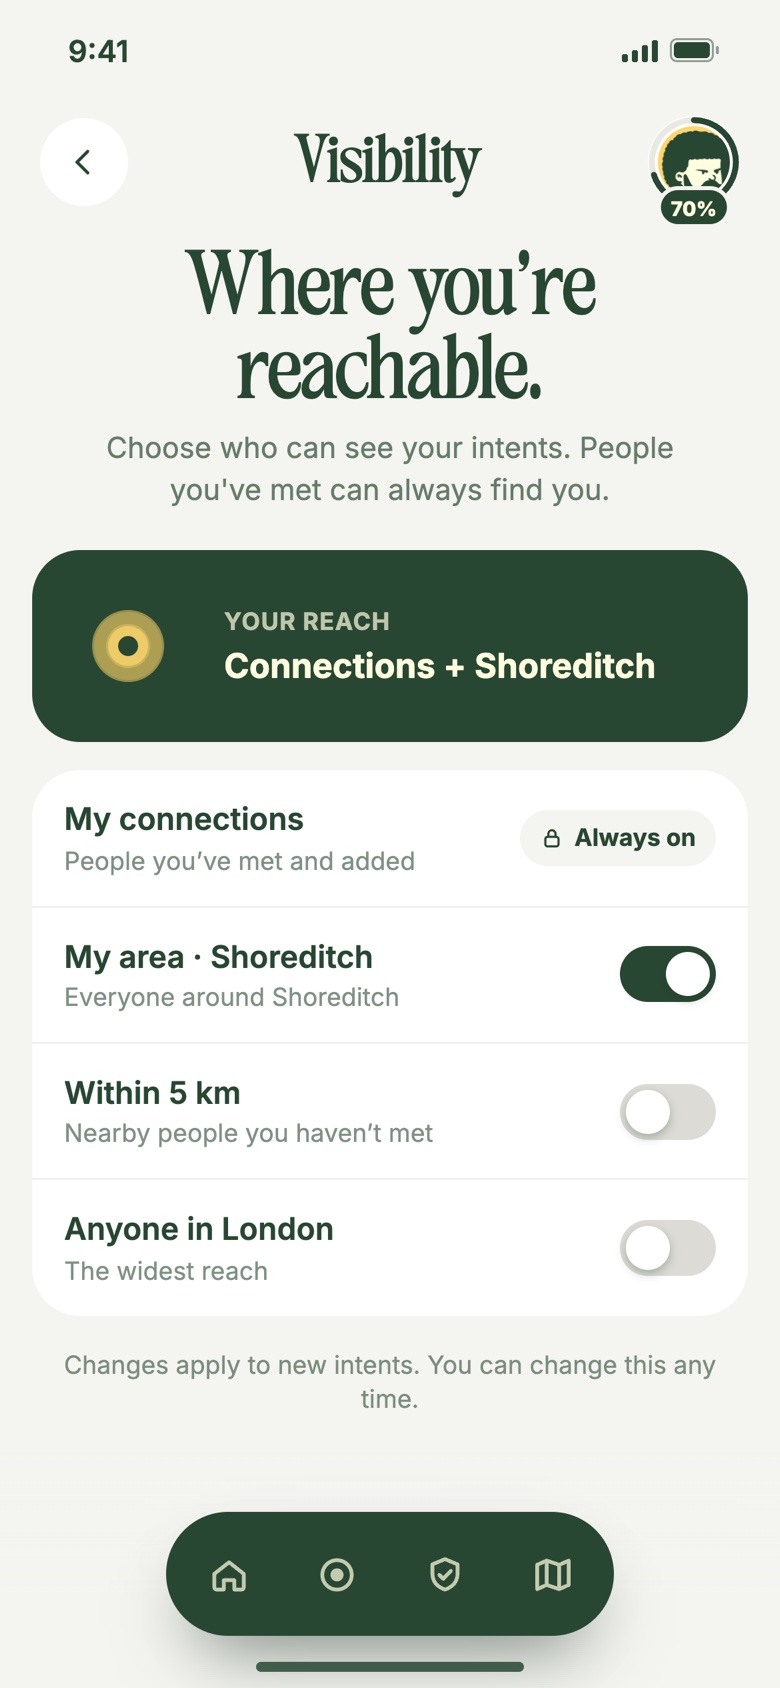 9:41
Visibility
70%
Where you’re
reachable.
Choose who can see your intents. People
you've met can always find you.
YOUR REACH
Connections + Shoreditch
My connections
People you’ve met and added
Always on
My area · Shoreditch
Everyone around Shoreditch
Within 5 km
Nearby people you haven’t met
Anyone in London
The widest reach
Changes apply to new intents. You can change this any
time.